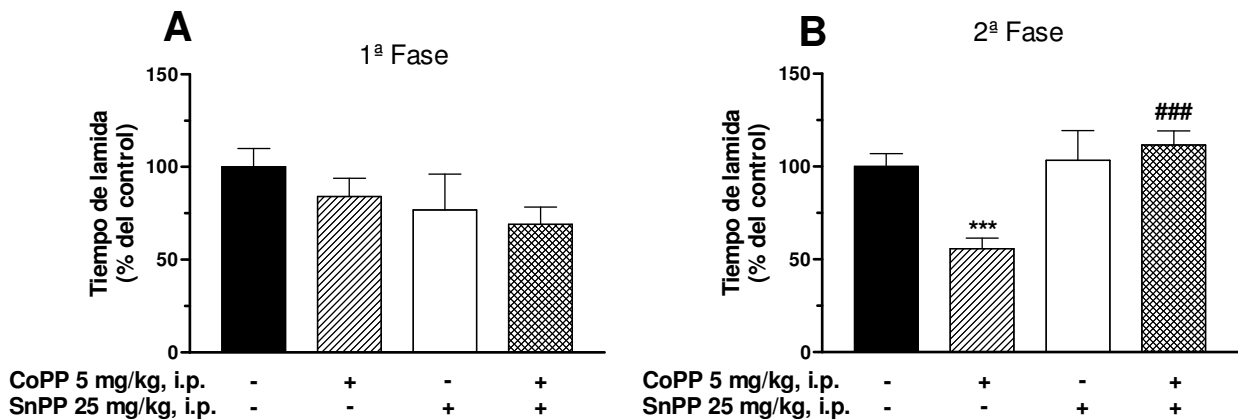 A
1ª Fase
Tiempo de lamida
(% del control)
150
100
50
0
CoPP 5 mg/kg, i.p. - + - +
SnPP 25 mg/kg, i.p. - - + +
B
2ª Fase
Tiempo de lamida
(% del control)
150
100
50
0
***
###
CoPP 5 mg/kg, i.p. - + - +
SnPP 25 mg/kg, i.p. - - + +